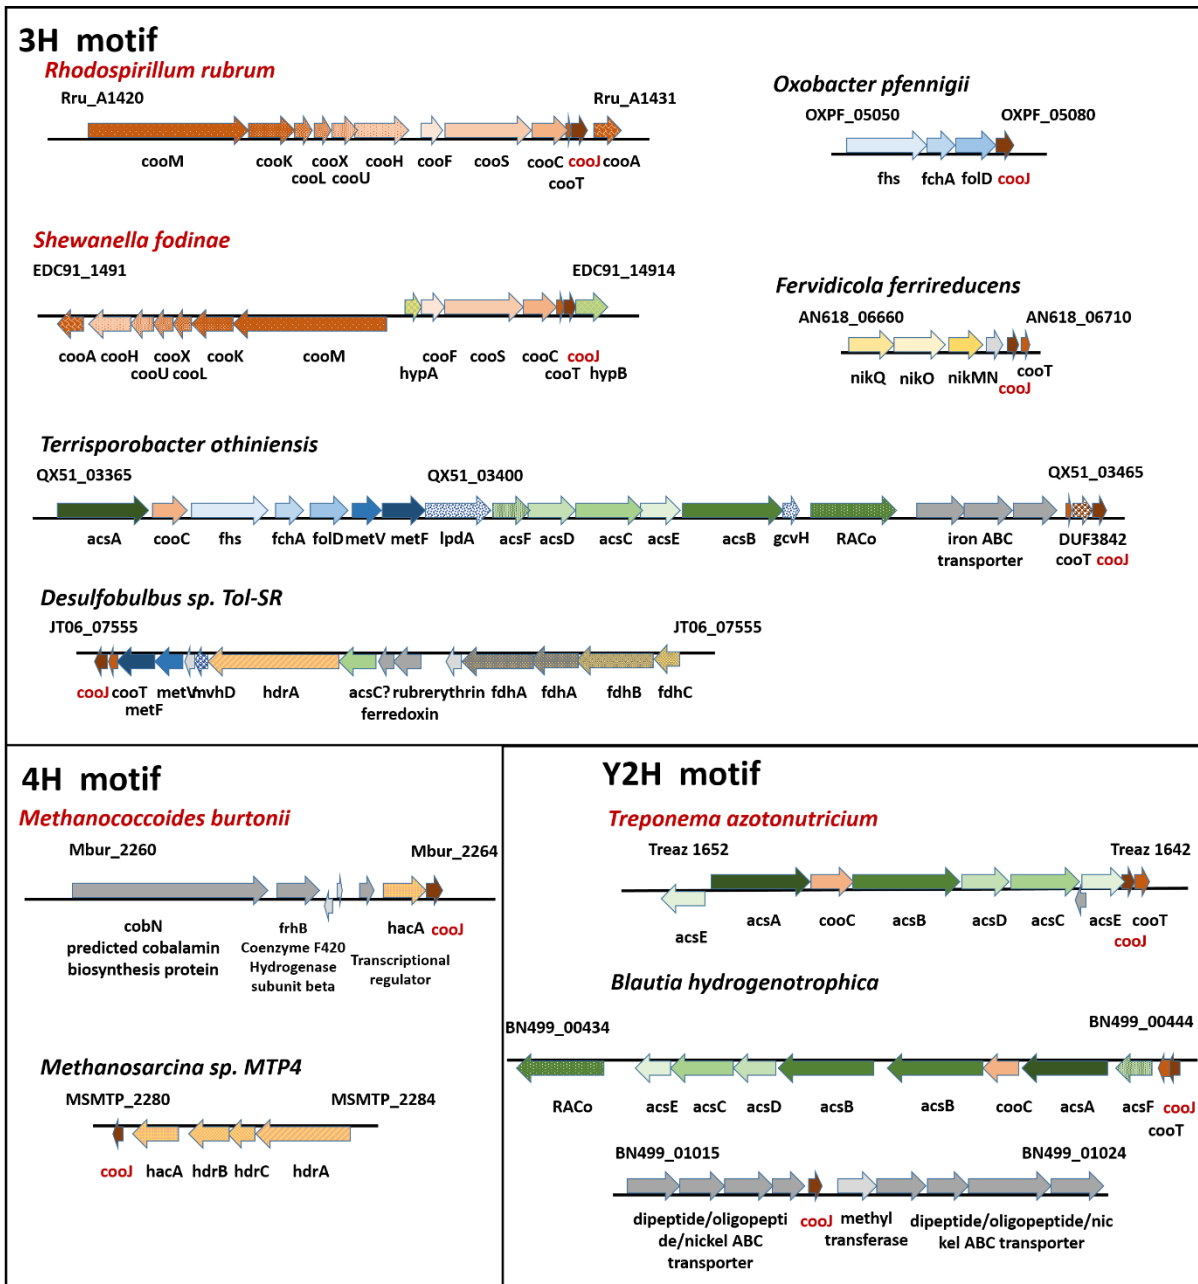 3H motif
Rhodospirillum rubrum
Rru_A1420
Rru_A1431
cooM
cooK
cooL
cooX
cooU
cooH
cooF
cooS
cooC
cooT
cooJ
cooA
Oxobacter pfennigii
OXPF_05050
OXPF_05080
fhs
fchA
folD
cooJ
Shewanella fodinae
EDC91_1491
EDC91_14914
cooA
cooH
cooU
cooX
cooL
cooK
cooM
hypA
cooF
cooS
cooC
cooT
cooJ
hypB
Fervidicola ferrireducens
AN618_06660
AN618_06710
nikQ
nikO
nikMN
cooJ
cooT
Terrisporobacter othiniensis
QX51_03365
QX51_03400
QX51_03465
acsA
cooC
fhs
fchA
folD
metV
metF
lpdA
acsF
acsD
acsC
acsE
acsB
gcvH
RACo
iron ABC
transporter
DUF3842
cooT
cooJ
Desulfobulbus sp. Tol-SR
JT06_07555
JT06_07555
cooJ
cooT
metF
metV
mvhD
hdrA
acsC?
rubrerythrin
ferredoxin
fdhA
fdhA
fdhB
fdhC
4H motif
Methanococcoides burtonii
Mbur_2260
Mbur_2264
cobN
predicted cobalamin
biosynthesis protein
frhB
Coenzyme F420
Hydrogenase
subunit beta
Transcriptional
regulator
hacA
cooJ
Methanosarcina sp. MTP4
MSMTP_2280
MSMTP_2284
cooJ
hacA
hdrB
hdrC
hdrA
Y2H motif
Treponema azotonutricium
Treaz 1652
Treaz 1642
acsE
acsA
cooC
acsB
acsD
acsC
acsE
cooJ
cooT
Blautia hydrogenotrophica
BN499_00434
BN499_00444
RACo
acsE
acsC
acsD
acsB
acsB
cooC
acsA
acsF
cooJ
cooT
BN499_01015
BN499_01024
dipeptide/oligopepti
de/nickel ABC
transporter
cooJ
methyl
transferase
dipeptide/oligopeptide/nic
kel ABC transporter